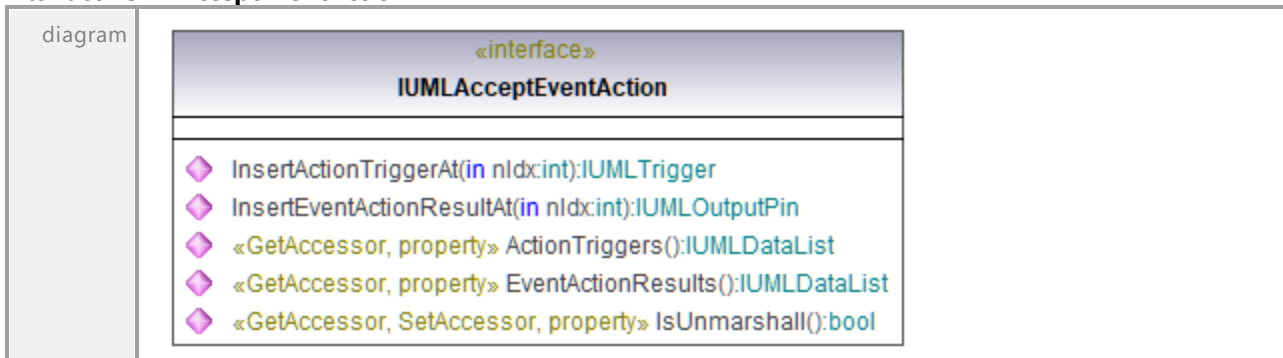 diagram
«interface»
IUMLAcceptEventAction
InsertActionTriggerAt(in nIdx:int):IUMLTrigger
InsertEventActionResultAt(in nIdx:int):IUMLOutputPin
«GetAccessor, property» ActionTriggers():IUMLDataList
«GetAccessor, property» EventActionResults():IUMLDataList
«GetAccessor, SetAccessor, property» IsUnmarshall():bool